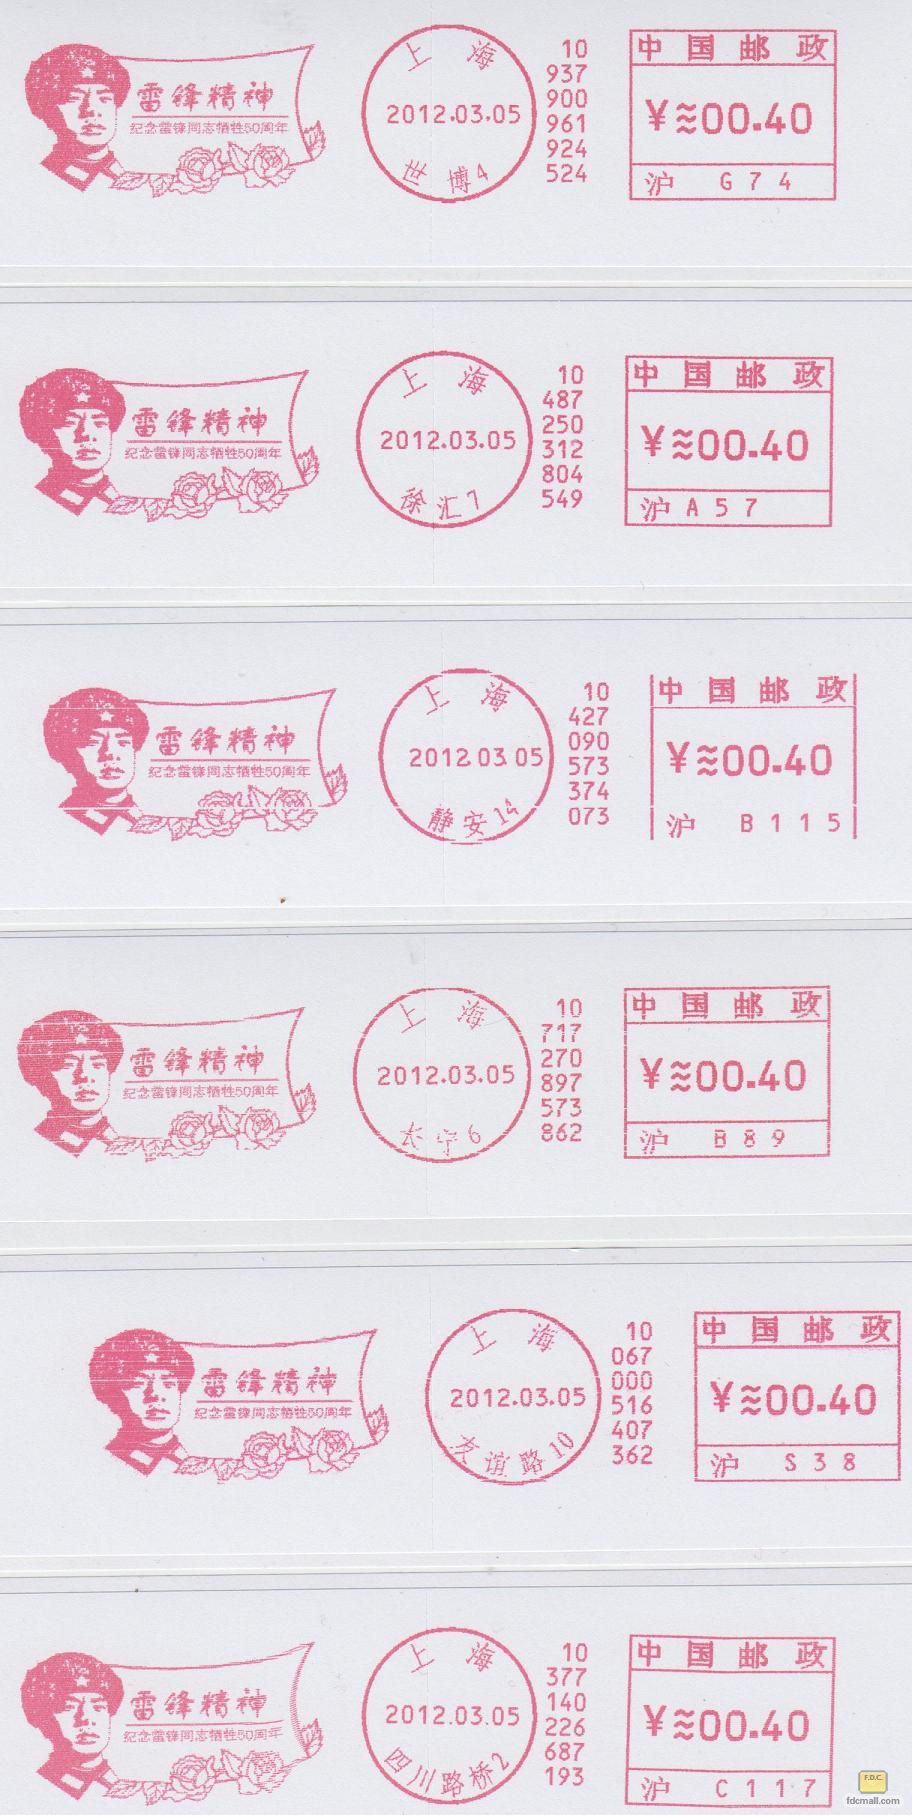 雷锋精神
纪念雷锋同志牺牲50周年
上海
2012.03.05
世博4
10
937
900
961
924
524
中国邮政
¥≈00.40
沪 G74
雷锋精神
纪念雷锋同志牺牲50周年
上海
2012.03.05
徐汇7
10
487
250
312
804
549
中国邮政
¥≈00.40
沪A57
雷锋精神
纪念雷锋同志牺牲50周年
上海
2012.03.05
静安14
10
427
090
573
374
073
中国邮政
¥≈00.40
沪 B115
雷锋精神
纪念雷锋同志牺牲50周年
上海
2012.03.05
长宁6
10
717
270
897
573
862
中国邮政
¥≈00.40
沪 B89
雷锋精神
纪念雷锋同志牺牲50周年
上海
2012.03.05
友谊路10
10
067
000
516
407
362
中国邮政
¥≈00.40
沪 S38
雷锋精神
纪念雷锋同志牺牲50周年
上海
2012.03.05
四川路桥2
10
377
140
226
687
193
中国邮政
¥≈00.40
沪 C117
F.D.C.
fdcmall.com